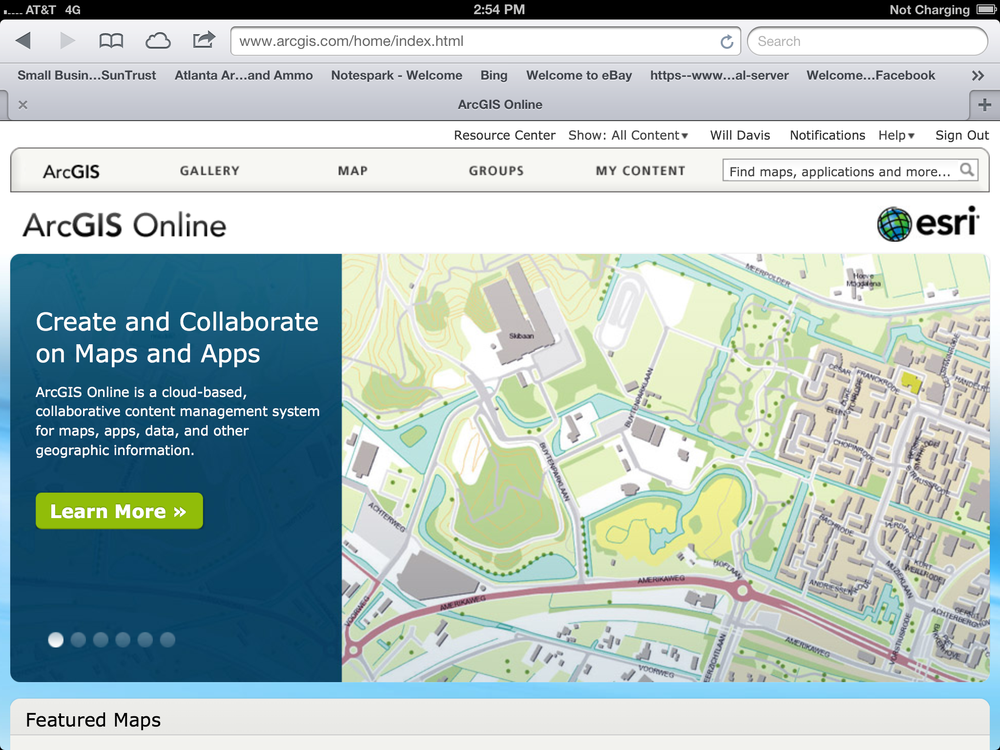 AT&T 4G 2:54 PM Not Charging
www.arcgis.com/home/index.html Search
Small Busin...SunTrust Atlanta Ar...and Ammo Notespark - Welcome Bing Welcome to eBay https--www...al-server Welcome...Facebook »
ArcGIS Online
Resource Center Show: All Content Will Davis Notifications Help Sign Out
ArcGIS GALLERY MAP GROUPS MY CONTENT Find maps, applications and more...
ArcGIS Online esri
Create and Collaborate
on Maps and Apps
ArcGIS Online is a cloud-based,
collaborative content management system
for maps, apps, data, and other
geographic information.
Learn More »
MEERPOLDER
Hoeve
Magdalena
Skibaan
CESAR FRANCKRODE
BUYTENPARKLAAN
CHOPINRODE
STRAUSSRODE
BUYTENPARKLAAN
ACHTERWEG
BACHRODE
VERDIRODE
HOFLAAN
KURT
WEILLRODE
MUZIEKLAAN
AMERIKAWEG
AMERIKAWEG
VOORWEG
AMERIKAWEG
VORSTIUSRODE
VOORWEG
Featured Maps